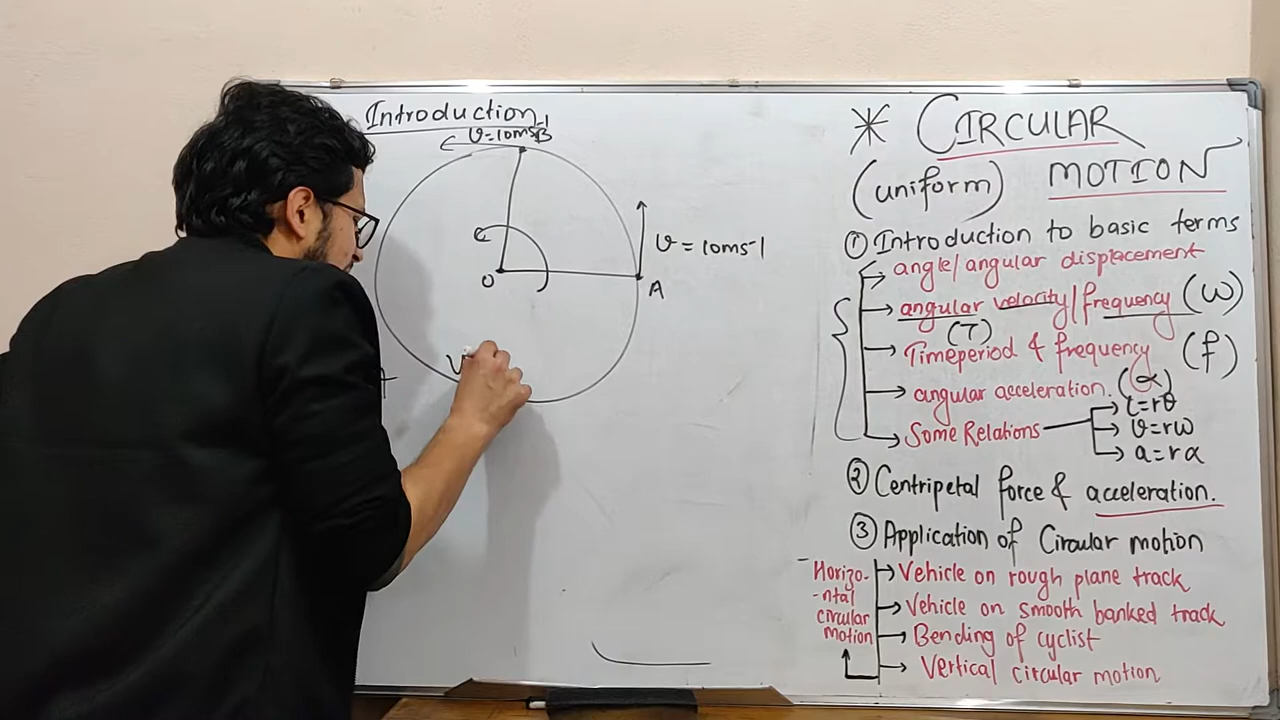 Introduction
v=10ms-1
B
v = 10ms-1
O
A
* CIRCULAR
(uniform) MOTION
① Introduction to basic terms
angle/angular displacement
angular velocity/frequency (ω)
(T)
Timeperiod & frequency (f)
angular acceleration. (α)
Some Relations
l=rθ
v=rω
a=rα
② Centripetal force & acceleration.
③ Application of Circular motion
Horizo-
-ntal
circular
motion
Vehicle on rough plane track
Vehicle on smooth banked track
Bending of cyclist
Vertical circular motion